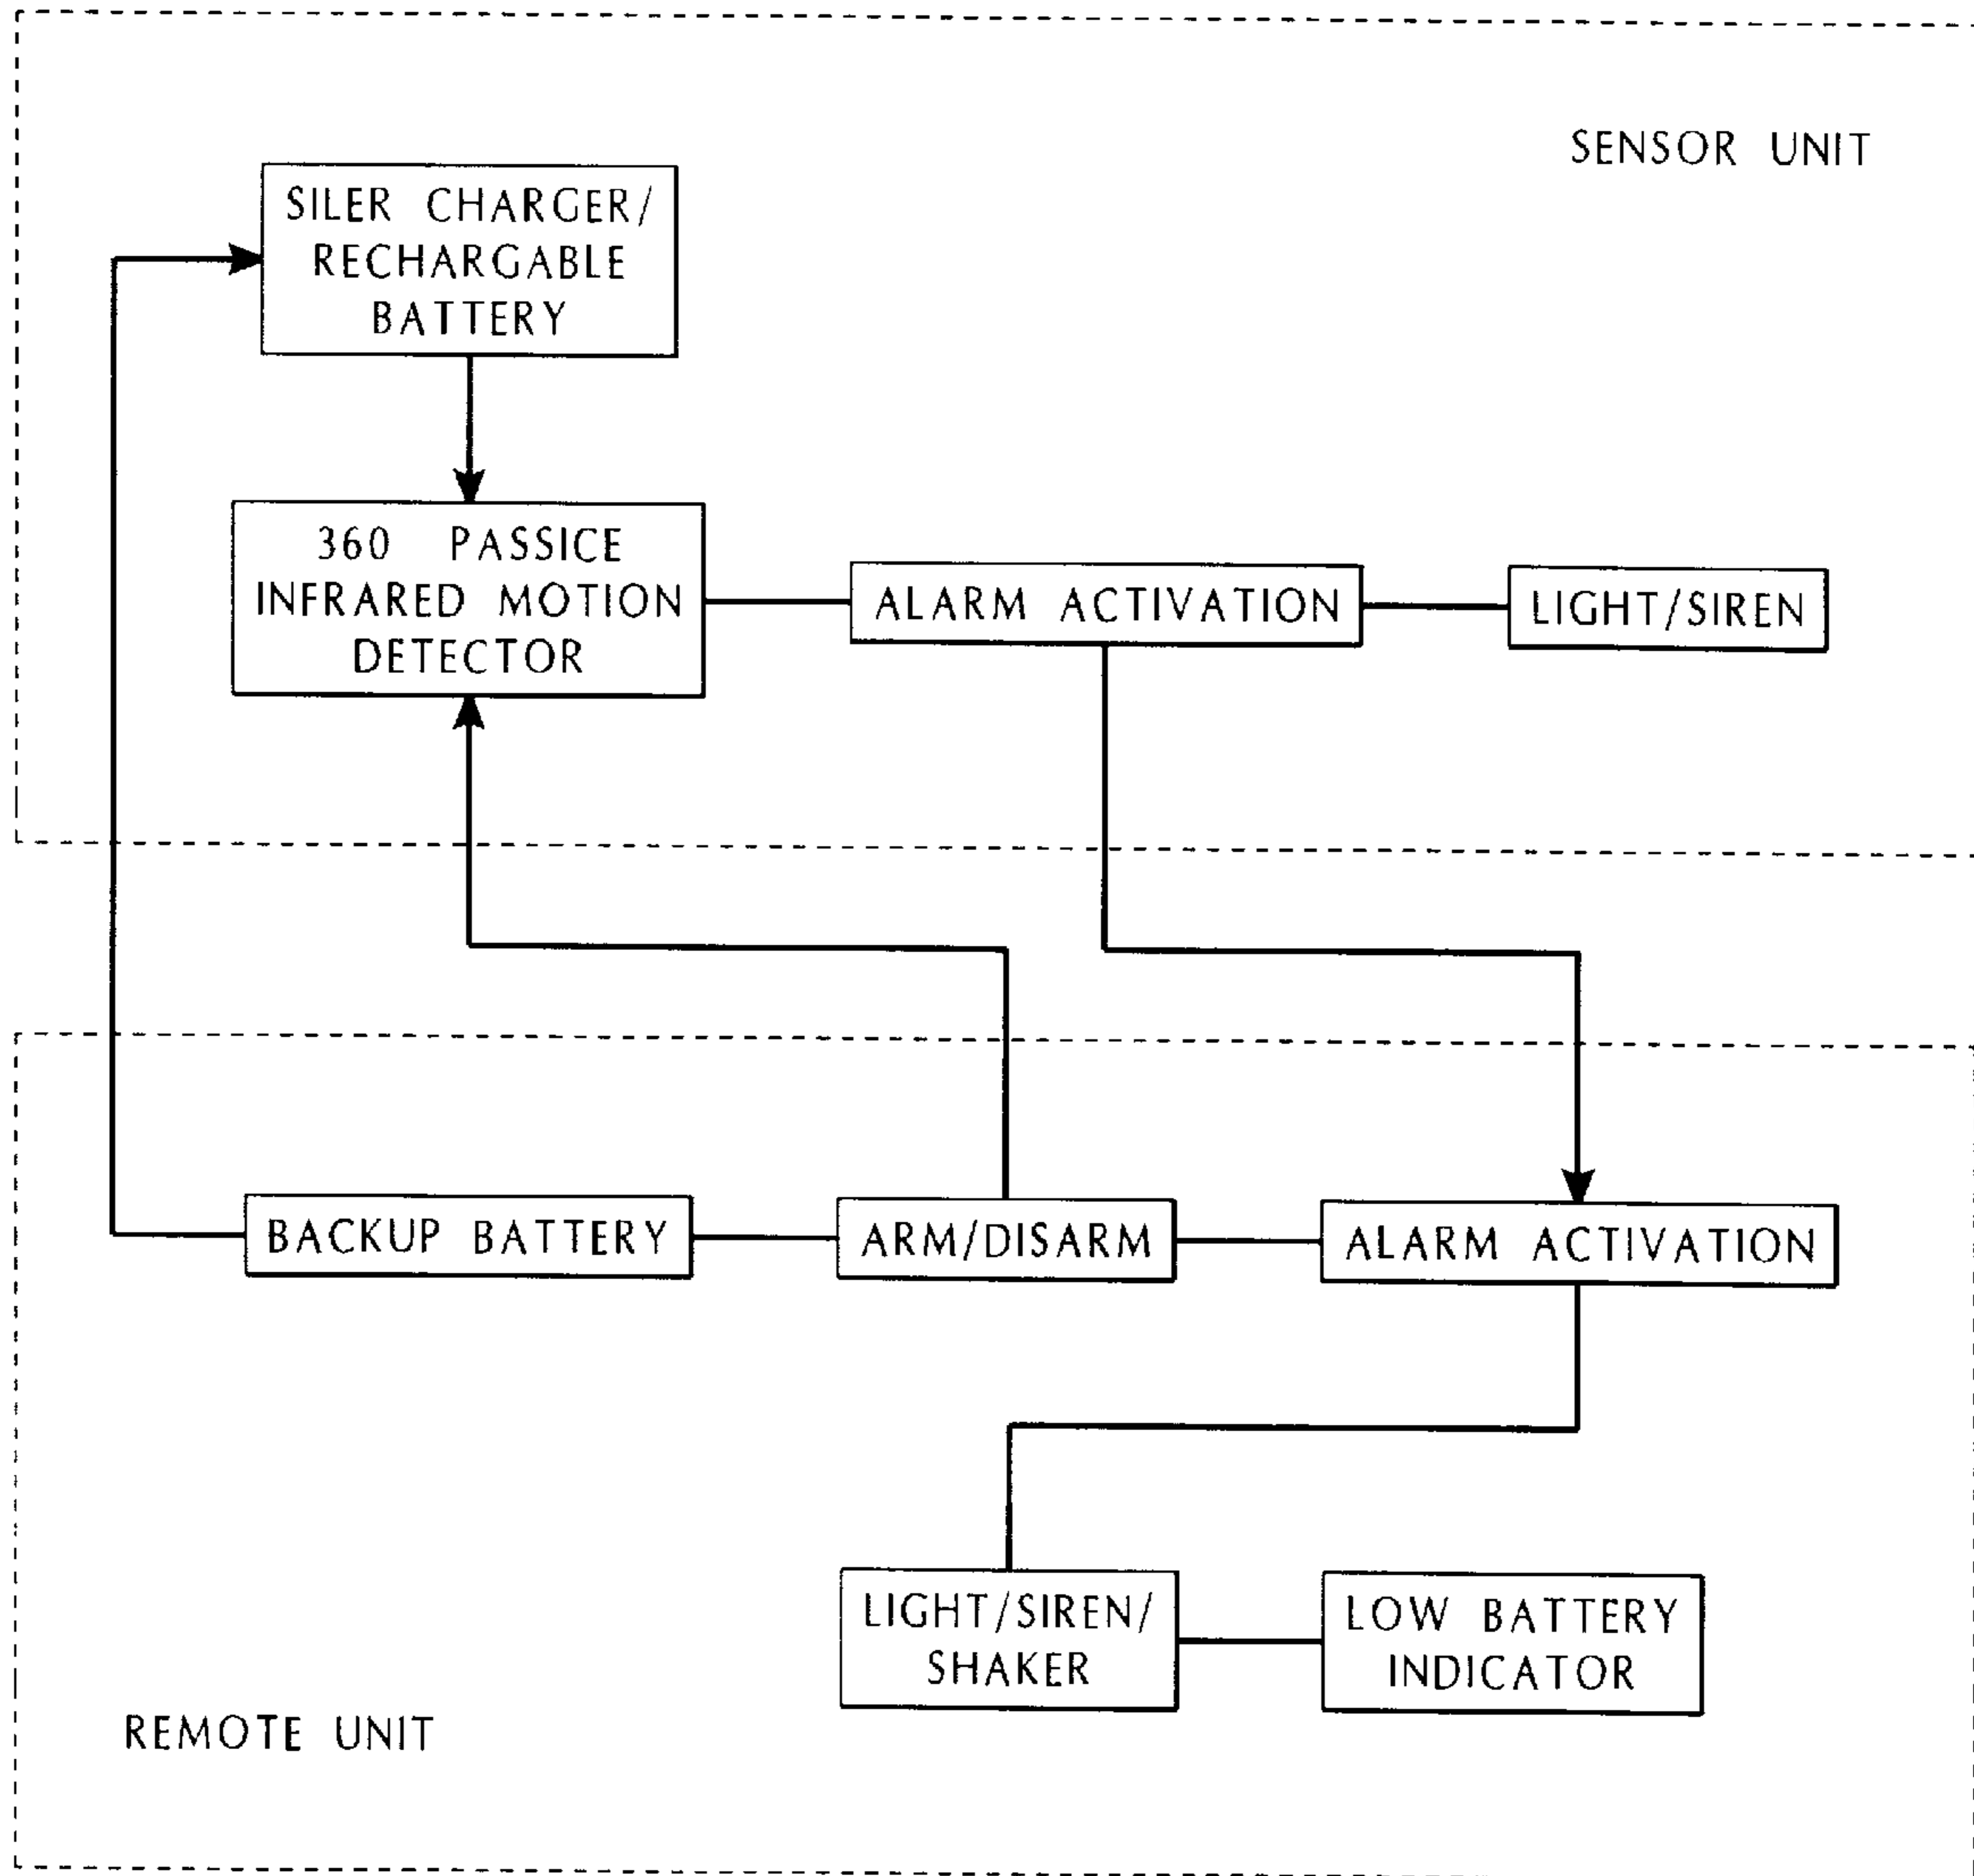 SENSOR UNIT
SILER CHARGER/
RECHARGABLE
BATTERY
360 PASSICE
INFRARED MOTION
DETECTOR
ALARM ACTIVATION
LIGHT/SIREN
BACKUP BATTERY
ARM/DISARM
ALARM ACTIVATION
LIGHT/SIREN/
SHAKER
LOW BATTERY
INDICATOR
REMOTE UNIT